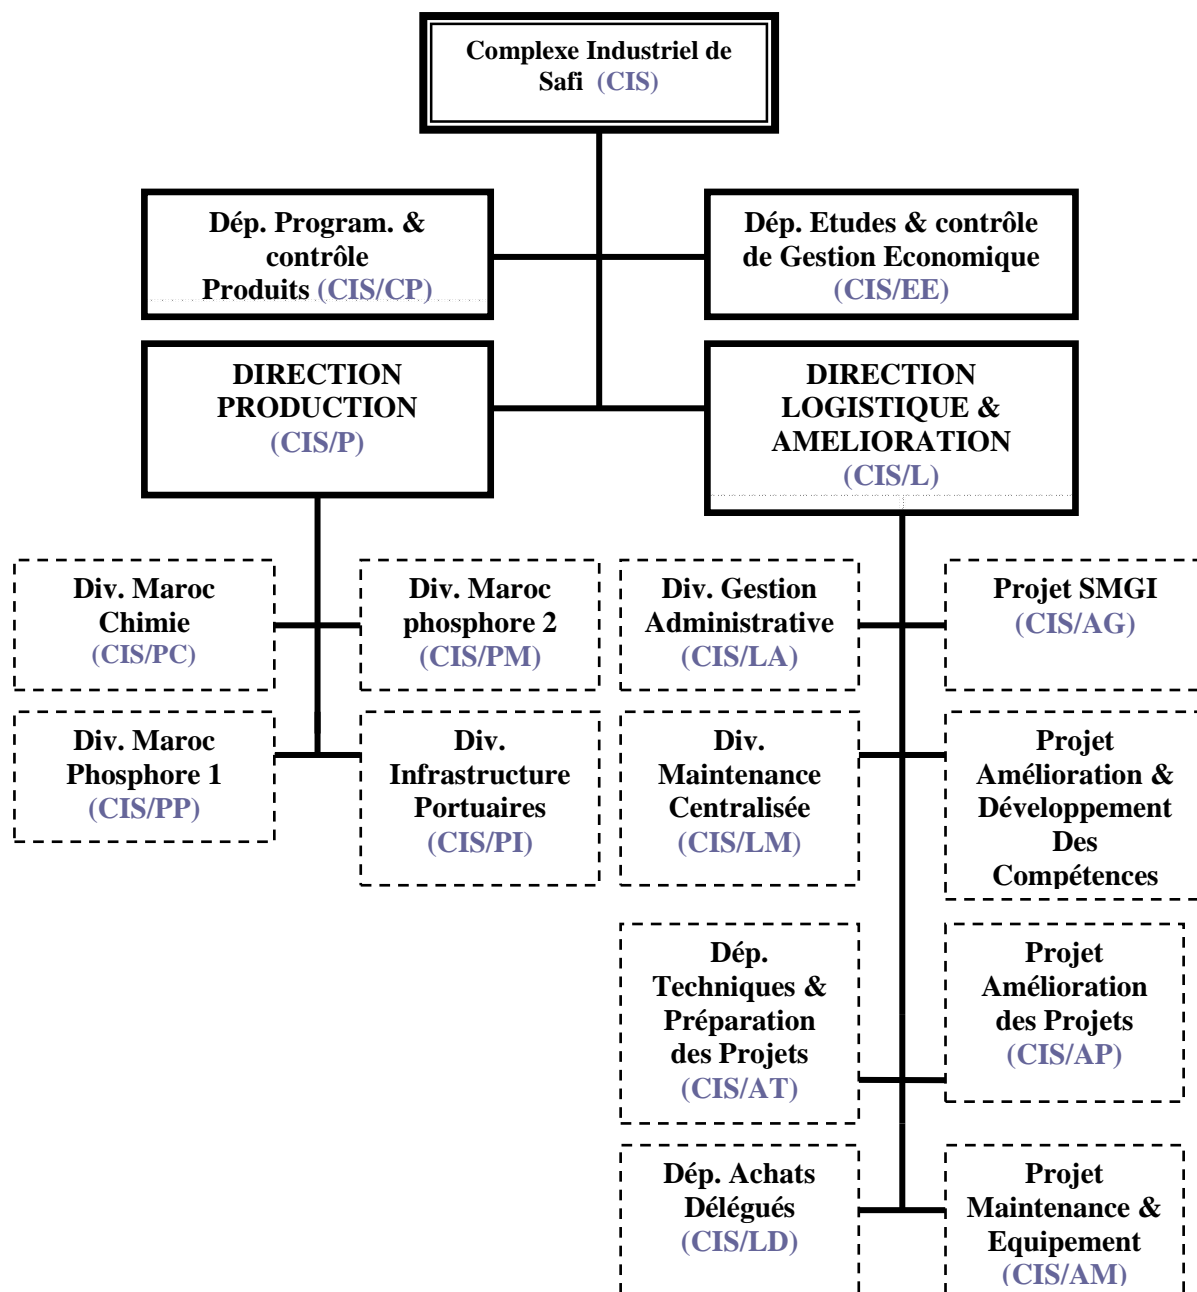 Complexe Industriel de
Safi (CIS)
Dép. Program. &
contrôle
Produits (CIS/CP)
Dép. Etudes & contrôle
de Gestion Economique
(CIS/EE)
DIRECTION
PRODUCTION
(CIS/P)
DIRECTION
LOGISTIQUE &
AMELIORATION
(CIS/L)
Div. Maroc
Chimie
(CIS/PC)
Div. Maroc
phosphore 2
(CIS/PM)
Div. Gestion
Administrative
(CIS/LA)
Projet SMGI
(CIS/AG)
Div. Maroc
Phosphore 1
(CIS/PP)
Div.
Infrastructure
Portuaires
(CIS/PI)
Div.
Maintenance
Centralisée
(CIS/LM)
Projet
Amélioration &
Développement
Des
Compétences
Dép.
Techniques &
Préparation
des Projets
(CIS/AT)
Projet
Amélioration
des Projets
(CIS/AP)
Dép. Achats
Délégués
(CIS/LD)
Projet
Maintenance &
Equipement
(CIS/AM)